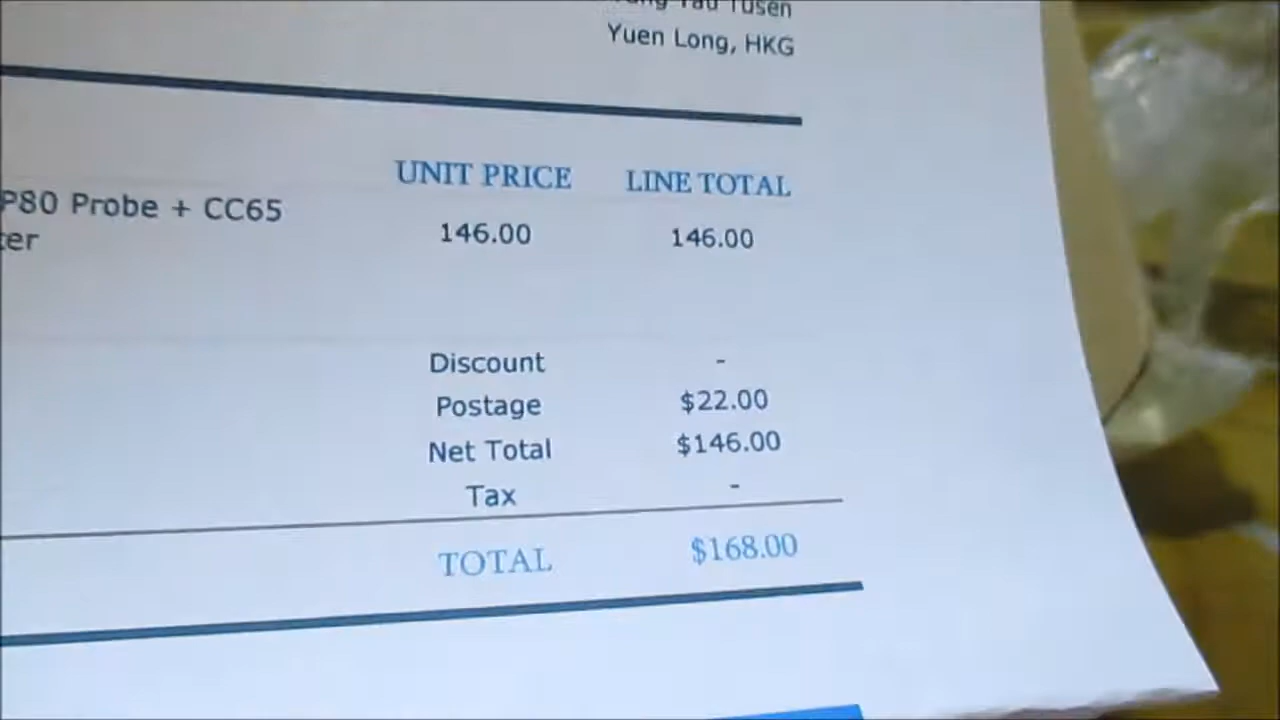 Tusen
Yuen Long, HKG
UNIT PRICE LINE TOTAL
P80 Probe + CC65 146.00 146.00
ter
Discount -
Postage $22.00
Net Total $146.00
Tax -
TOTAL $168.00